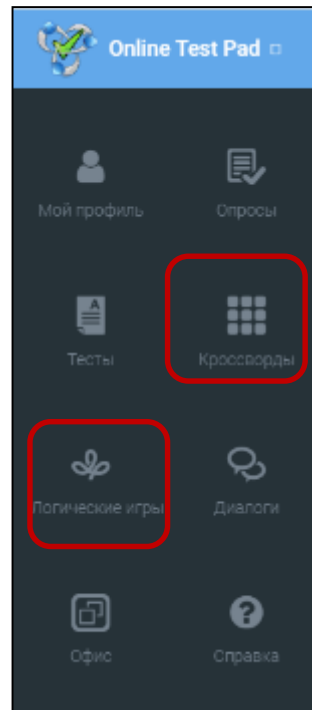 Online Test Pad
Мой профиль Опросы
Тесты Кроссворды
Логические игры Диалоги
Офис Справка